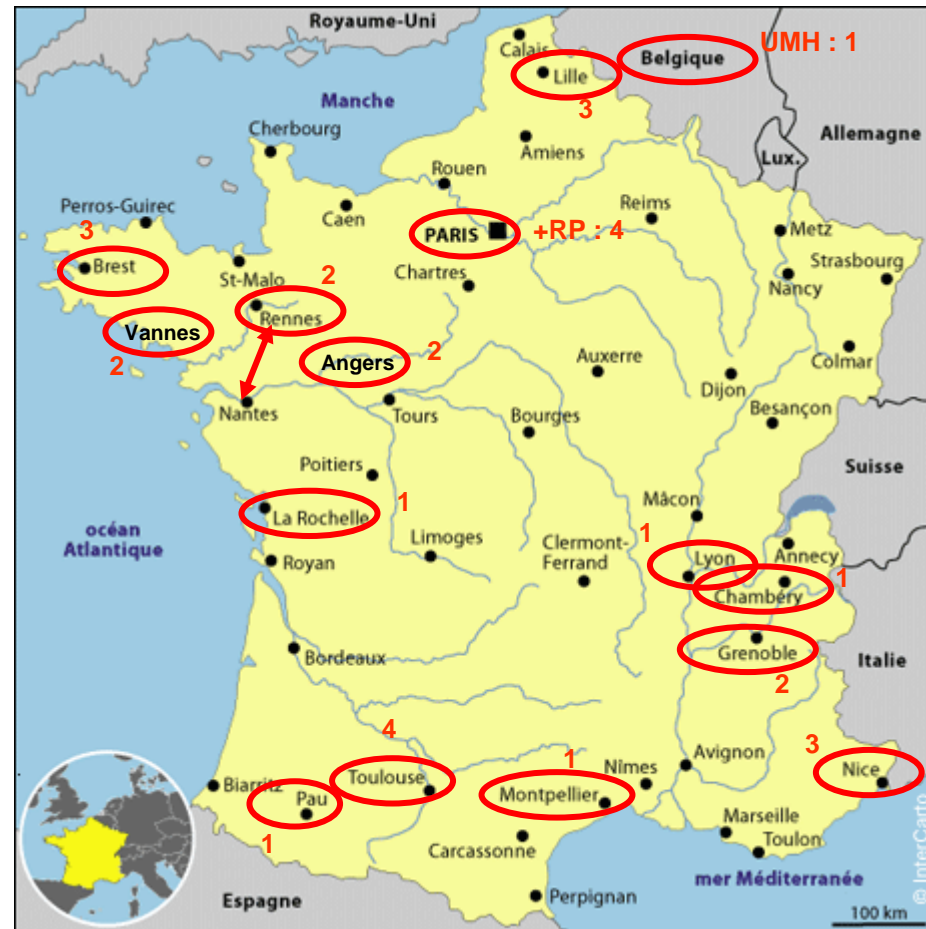 Royaume-Uni
Calais
Lille
3
Belgique
UMH : 1
Manche
Cherbourg
Amiens
Allemagne
Lux.
Rouen
Perros-Guirec
Caen
Reims
PARIS
+RP : 4
Metz
3
Brest
St-Malo
Chartres
Strasbourg
Nancy
2
Rennes
Vannes
2
Angers
2
Auxerre
Colmar
Dijon
Nantes
Tours
Bourges
Besançon
Poitiers
Suisse
1
La Rochelle
Mâcon
océan
Atlantique
Limoges
Clermont-
Ferrand
1
Lyon
Annecy
Royan
Chambéry
1
Grenoble
2
Italie
Bordeaux
4
Toulouse
1
Montpellier
Nîmes
Avignon
3
Nice
Biarritz
Pau
1
Marseille
Toulon
Carcassonne
mer Méditerranée
Espagne
Perpignan
100 km
© InterCarto